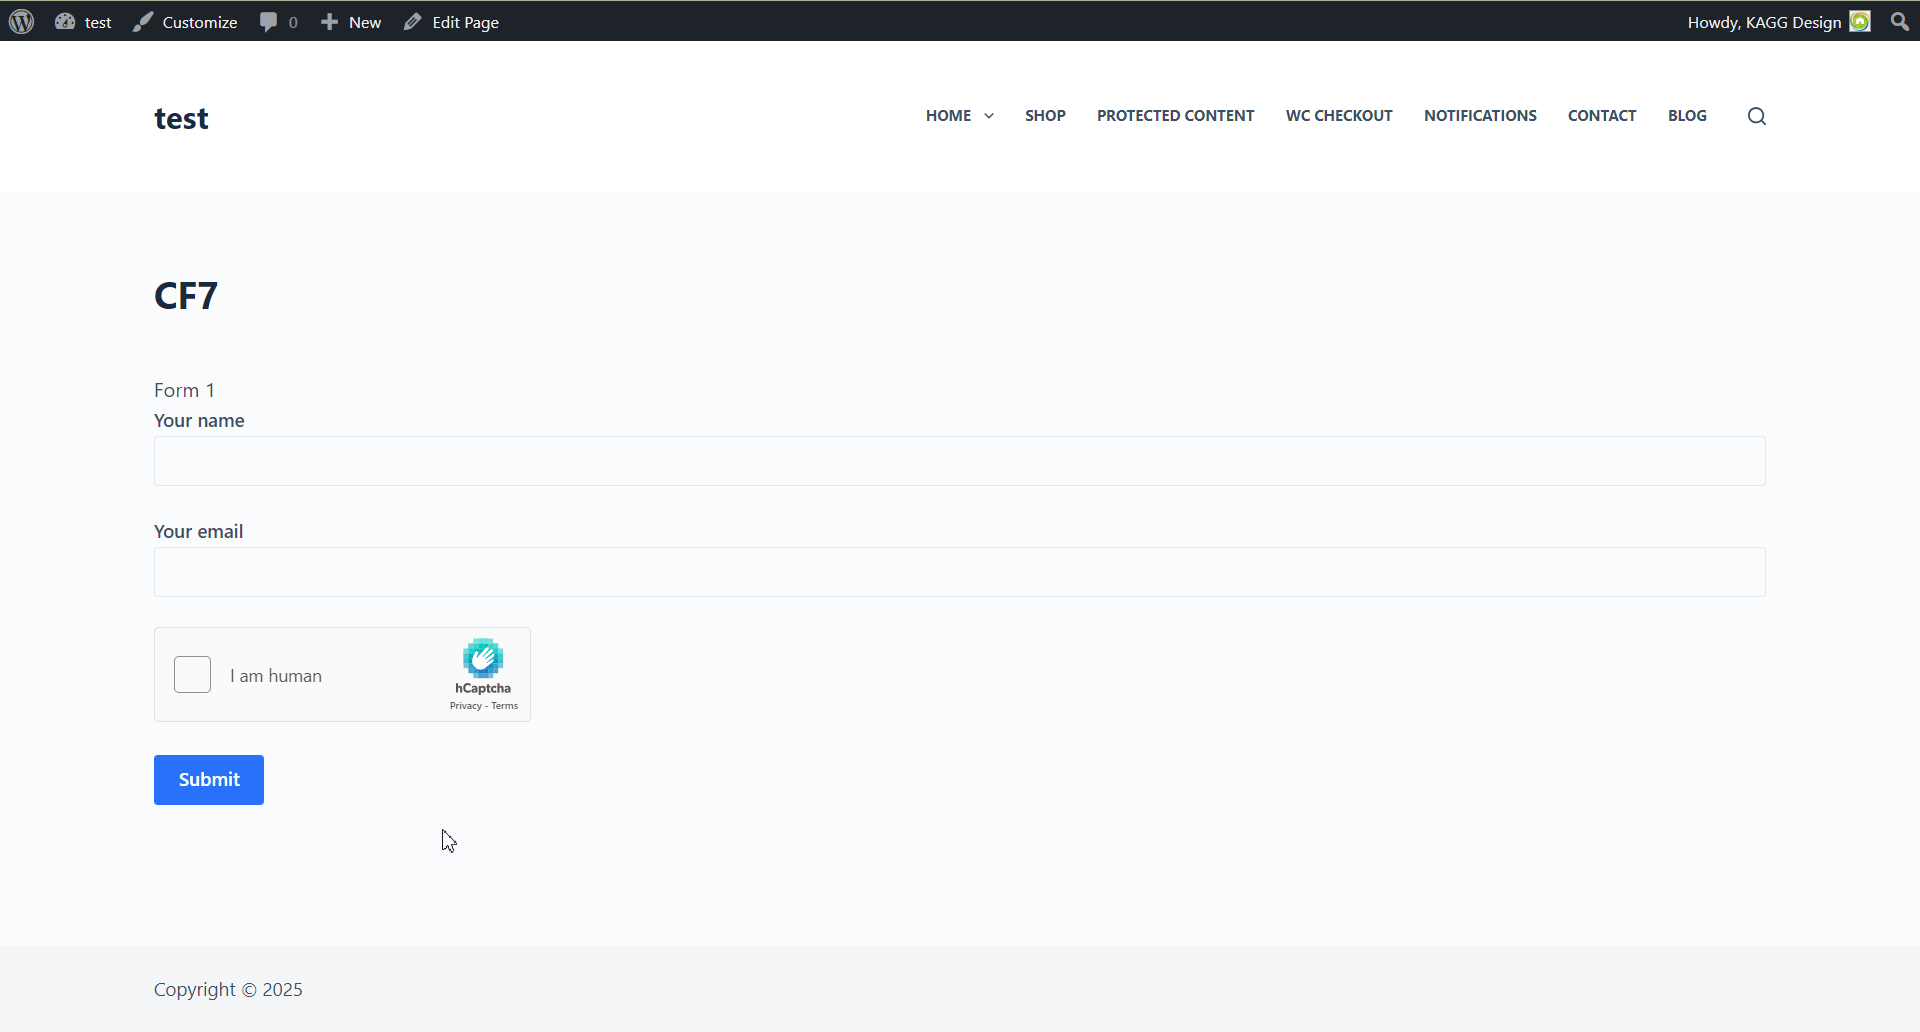 test Customize 0 New Edit Page Howdy, KAGG Design
test HOME SHOP PROTECTED CONTENT WC CHECKOUT NOTIFICATIONS CONTACT BLOG
CF7
Form 1
Your name
Your email
I am human
hCaptcha
Privacy - Terms
Submit
Copyright © 2025